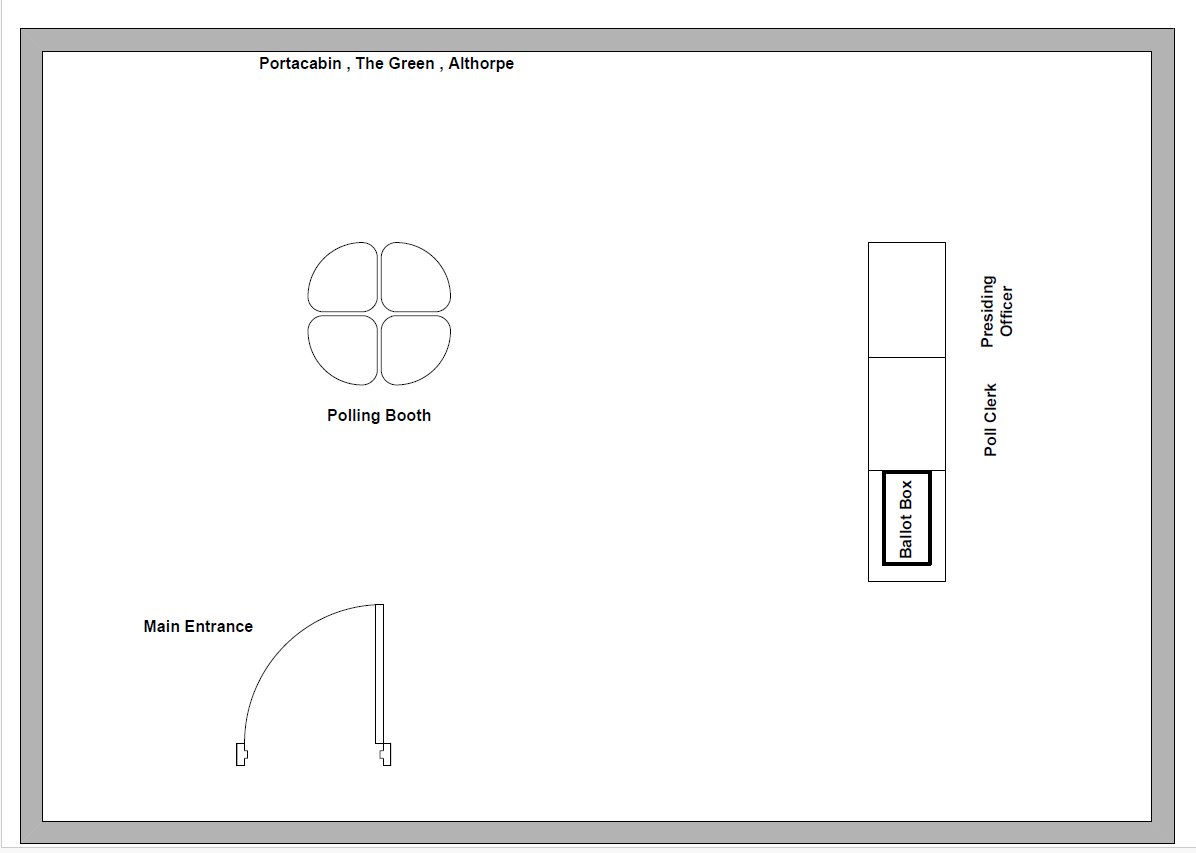 Portacabin , The Green , Althorpe
Presiding
Officer
Polling Booth
Poll Clerk
Ballot Box
Main Entrance